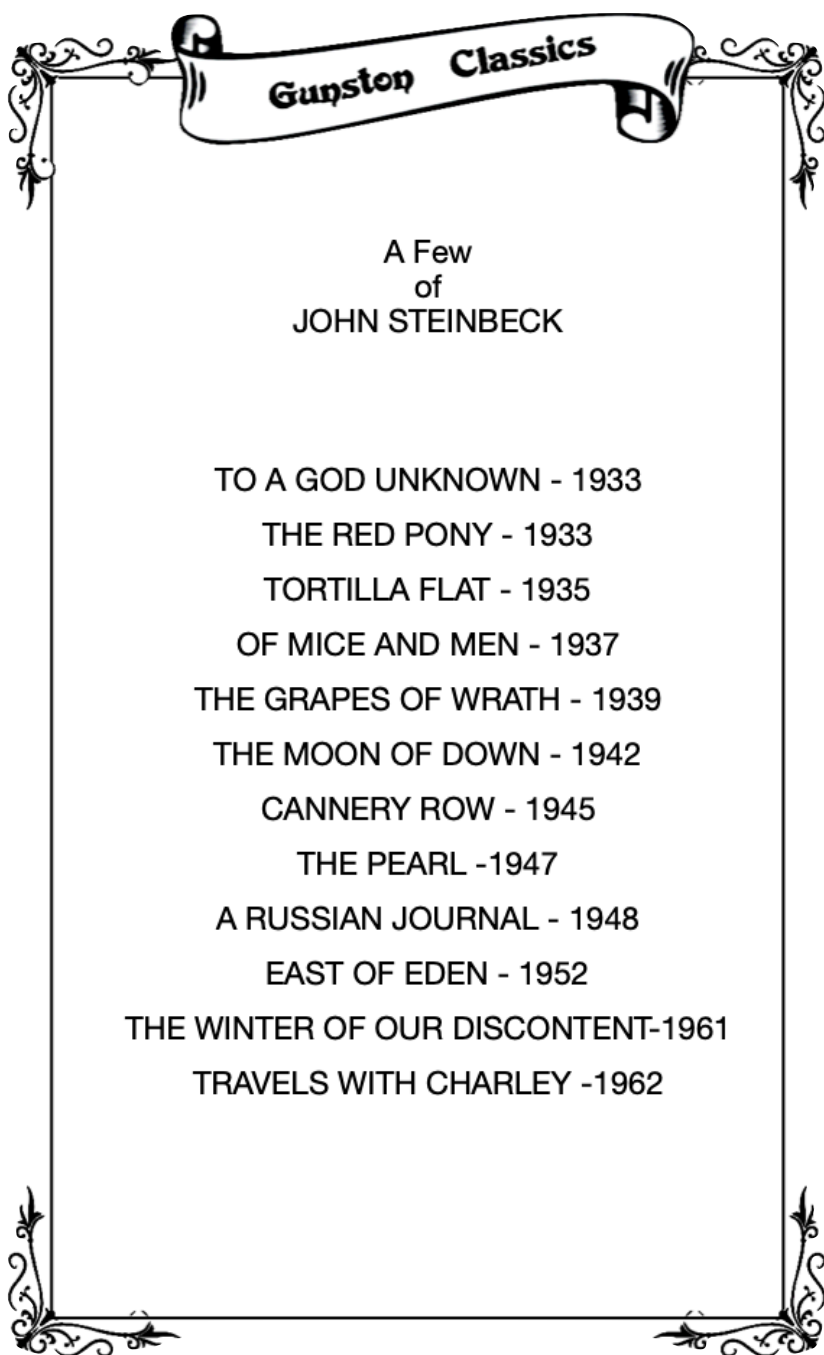 Gunston Classics
A Few
of
JOHN STEINBECK
TO A GOD UNKNOWN - 1933
THE RED PONY - 1933
TORTILLA FLAT - 1935
OF MICE AND MEN - 1937
THE GRAPES OF WRATH - 1939
THE MOON OF DOWN - 1942
CANNERY ROW - 1945
THE PEARL -1947
A RUSSIAN JOURNAL - 1948
EAST OF EDEN - 1952
THE WINTER OF OUR DISCONTENT-1961
TRAVELS WITH CHARLEY -1962